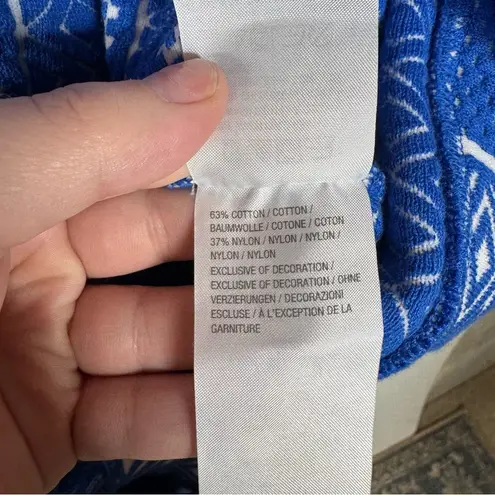 63% COTTON / COTTON /
BAUMWOLLE / COTONE / COTON
37% NYLON / NYLON / NYLON /
NYLON / NYLON
EXCLUSIVE OF DECORATION /
EXCLUSIVE OF DECORATION / OHNE
VERZIERUNGEN / DECORAZIONI
ESCLUSE / À L'EXCEPTION DE LA
GARNITURE